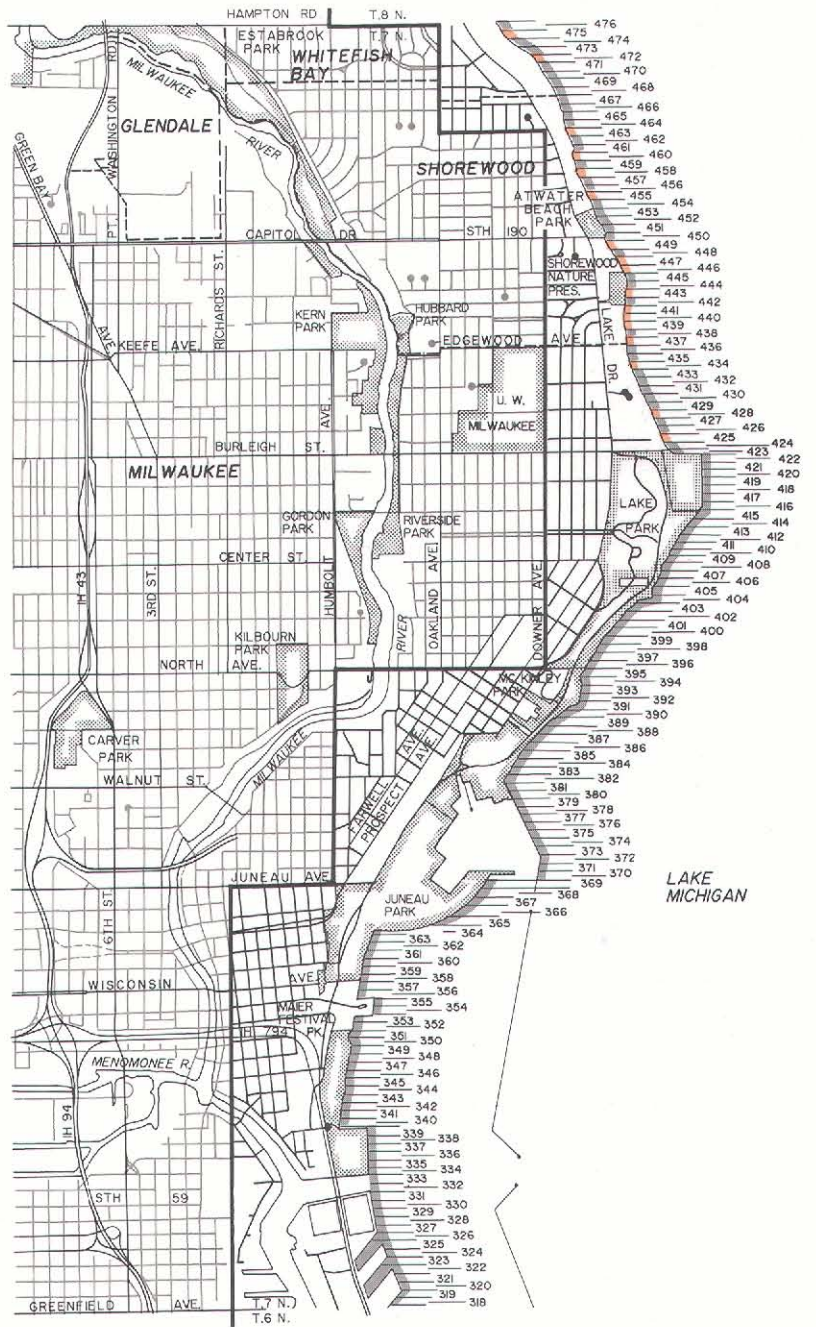 HAMPTON RD
T.8 N.
T.7 N.
ESTABROOK
PARK
WHITEFISH
BAY
MILWAUKEE
RIVER
GLENDALE
PT. WASHINGTON RD.
GREEN BAY
AVE
SHOREWOOD
ATWATER
BEACH
PARK
CAPITOL DR.
STH 190
SHOREWOOD
NATURE
PRES.
RICHARDS ST.
KERN
PARK
HUBBARD
PARK
KEEFE AVE.
EDGEWOOD AVE
LAKE DR.
U. W.
MILWAUKEE
BURLEIGH ST.
MILWAUKEE
LAKE
PARK
GORDON
PARK
RIVERSIDE
PARK
CENTER ST.
HUMBOLT
AVE.
OAKLAND AVE.
DOWNER AVE.
IH 43
3RD ST.
RIVER
KILBOURN
PARK
NORTH AVE.
MC KINLEY
PARK
CARVER
PARK
WALNUT ST.
MILWAUKEE
FARWELL AVE.
PROSPECT AVE.
JUNEAU AVE.
JUNEAU
PARK
LAKE
MICHIGAN
6TH ST.
WISCONSIN AVE.
MAIER
FESTIVAL
PK.
IH 794
MENOMONEE R.
IH 94
STH 59
GREENFIELD AVE.
T.7 N.
T.6 N.
476
475
474
473
472
471
470
469
468
467
466
465
464
463
462
461
460
459
458
457
456
455
454
453
452
451
450
449
448
447
446
445
444
443
442
441
440
439
438
437
436
435
434
433
432
431
430
429
428
427
426
425
424
423
422
421
420
419
418
417
416
415
414
413
412
411
410
409
408
407
406
405
404
403
402
401
400
399
398
397
396
395
394
393
392
391
390
389
388
387
386
385
384
383
382
381
380
379
378
377
376
375
374
373
372
371
370
369
368
367
366
365
364
363
362
361
360
359
358
357
356
355
354
353
352
351
350
349
348
347
346
345
344
343
342
341
340
339
338
337
336
335
334
333
332
331
330
329
328
327
326
325
324
323
322
321
320
319
318